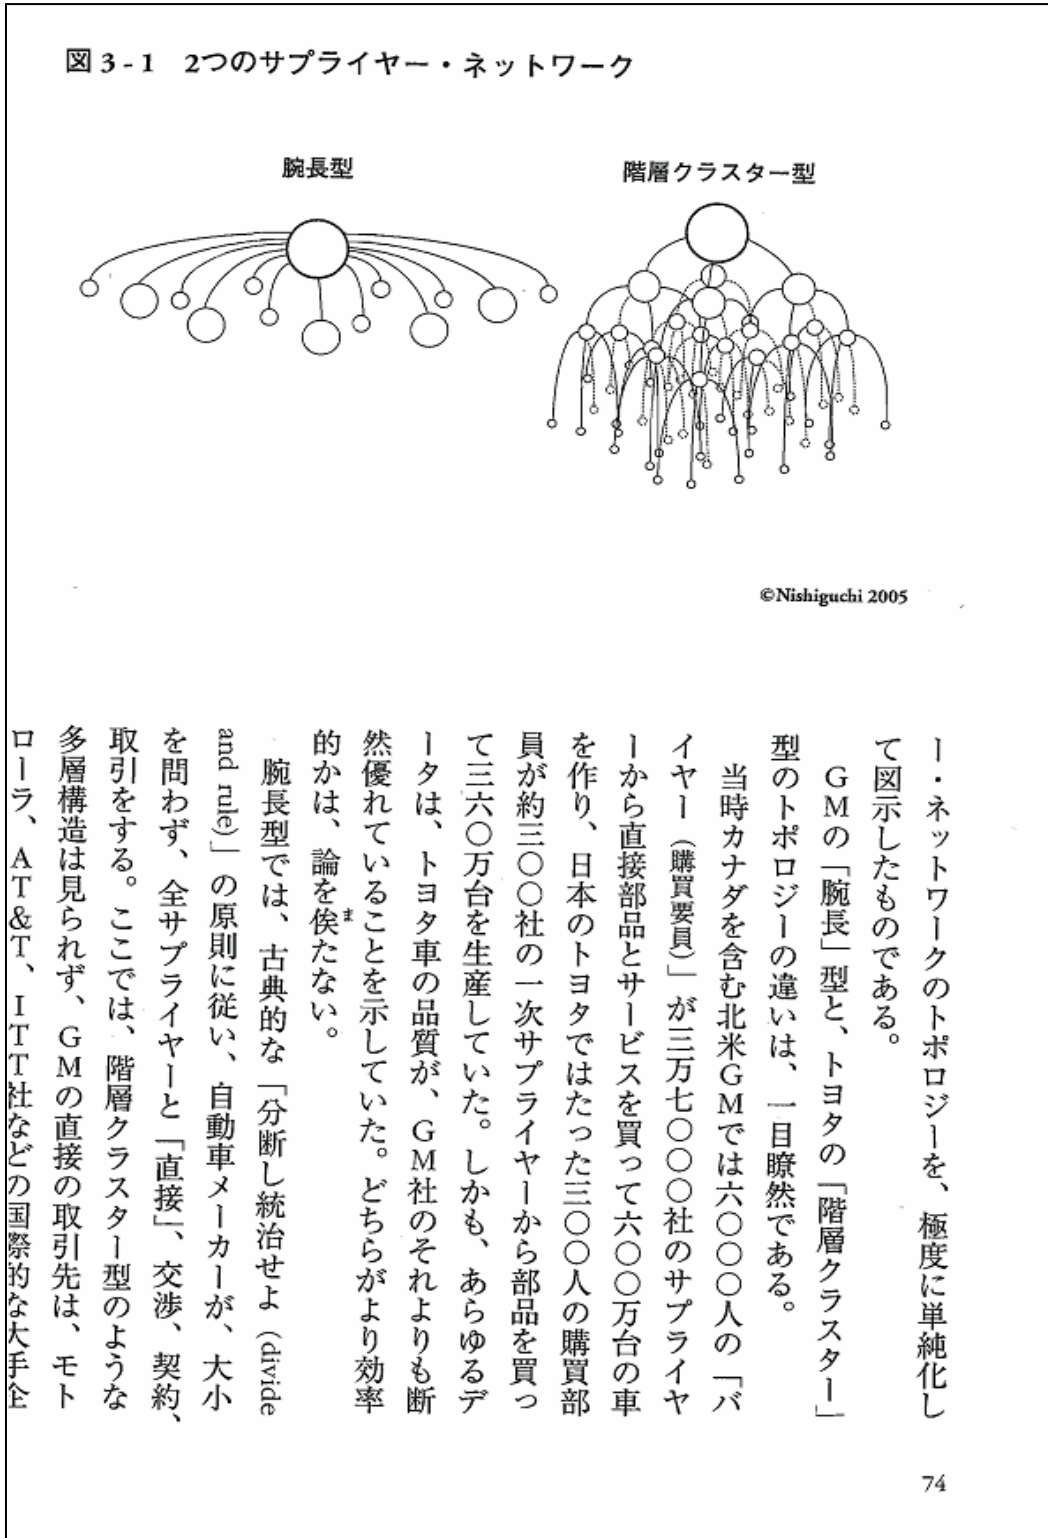 図3-1 2つのサプライヤー・ネットワーク
腕長型
階層クラスター型
©Nishiguchi 2005
ー・ネットワークのトポロジーを、極度に単純化し
て図示したものである。
GMの「腕長」型と、トヨタの「階層クラスター」
型のトポロジーの違いは、一目瞭然である。
当時カナダを含む北米GMでは六〇〇〇人の「バ
イヤー(購買要員)」が三万七〇〇〇社のサプライヤ
ーから直接部品とサービスを買って六〇〇万台の車
を作り、日本のトヨタではたった三〇〇人の購買部
員が約三〇〇社の一次サプライヤーから部品を買っ
て三六〇万台を生産していた。しかも、あらゆるデ
ータは、トヨタ車の品質が、GM社のそれよりも断
然優れていることを示していた。どちらがより効率
的かは、論を俟たない。
ま
腕長型では、古典的な「分断し統治せよ(divide
and rule)」の原則に従い、自動車メーカーが、大小
を問わず、全サプライヤーと「直接」、交渉、契約、
取引をする。ここでは、階層クラスター型のような
多層構造は見られず、GMの直接の取引先は、モト
ローラ、AT&T、ITT社などの国際的な大手企
74